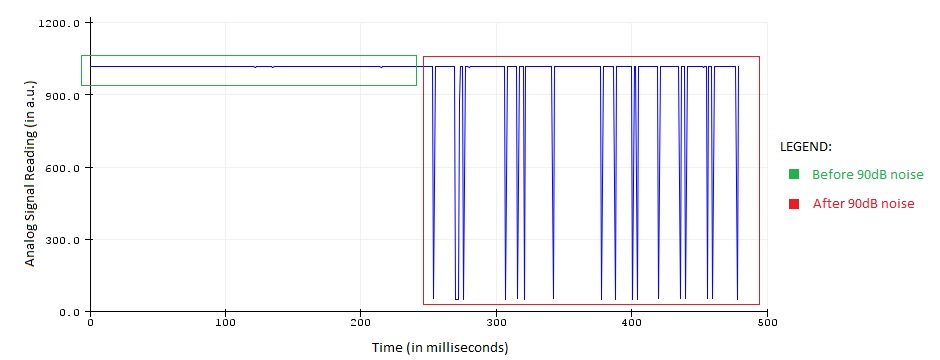 1200.0
900.0
600.0
300.0
0.0
Analog Signal Reading (in a.u.)
0 100 200 300 400 500
Time (in milliseconds)
LEGEND:
Before 90dB noise
After 90dB noise